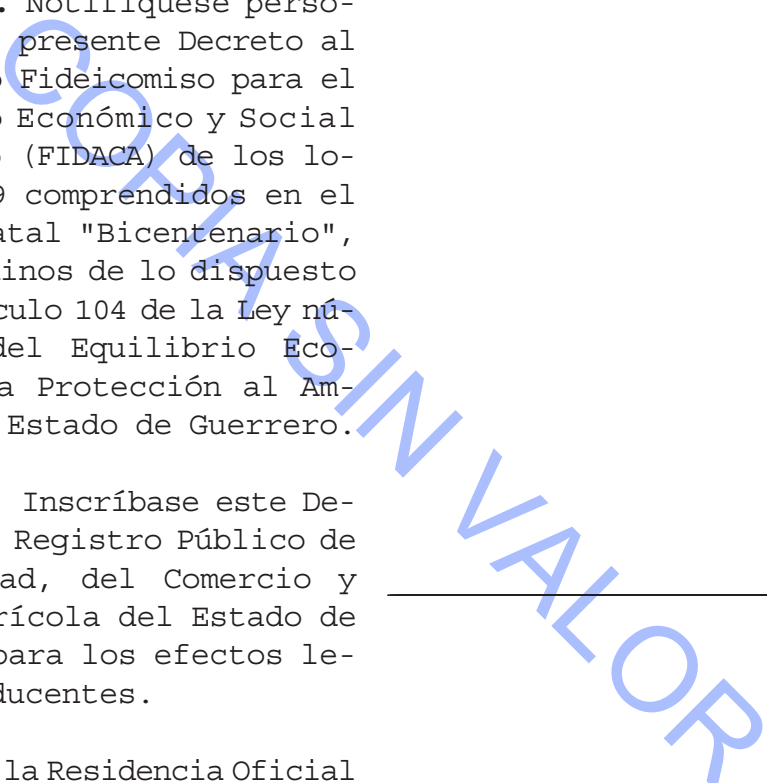 . Notifíquese perso-
presente Decreto al
Fideicomiso para el
Económico y Social
(FIDACA) de los lo-
9 comprendidos en el
atal "Bicentenario",
inos de lo dispuesto
culo 104 de la Ley nú-
del Equilibrio Eco-
a Protección al Am-
Estado de Guerrero.
Inscríbase este De-
Registro Público de
ad, del Comercio y
rícola del Estado de
para los efectos le-
ducentes.
la Residencia Oficial
COPIA SIN VALOR